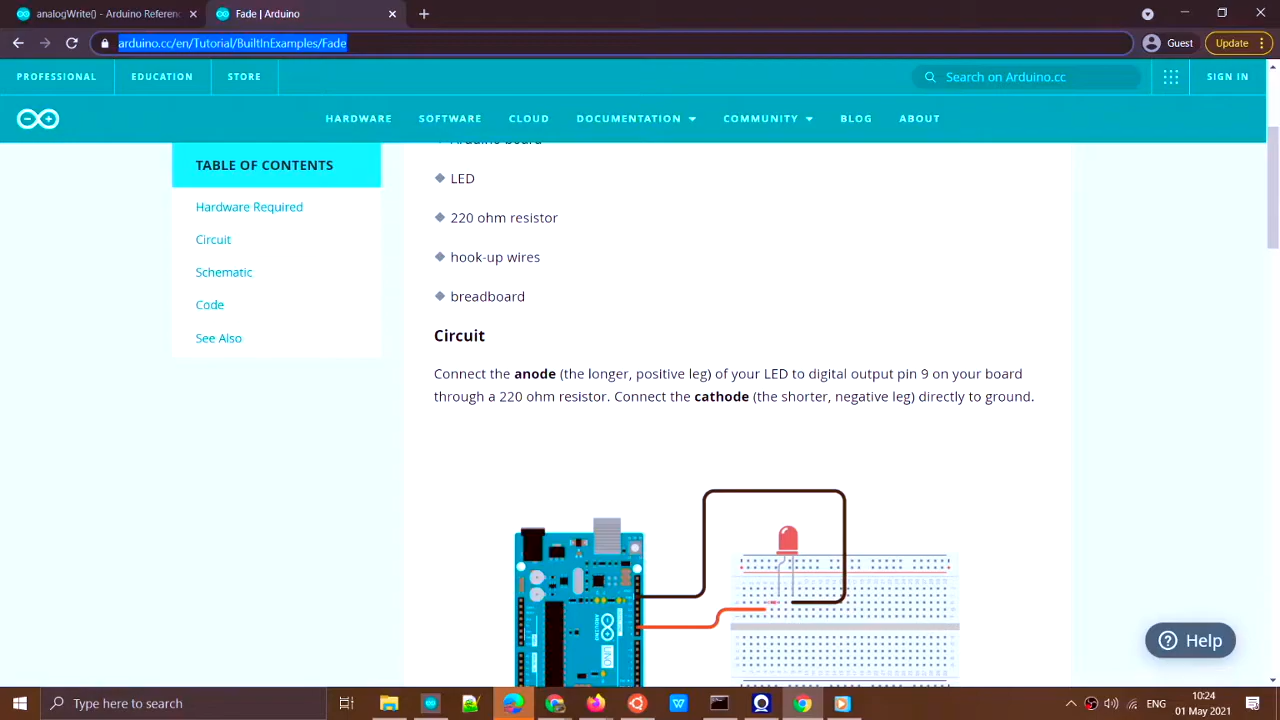 analogWrite() - Arduino Referenc
Fade | Arduino
arduino.cc/en/Tutorial/BuiltInExamples/Fade
Guest
Update
PROFESSIONAL
EDUCATION
STORE
Search on Arduino.cc
SIGN IN
HARDWARE
SOFTWARE
CLOUD
DOCUMENTATION
COMMUNITY
BLOG
ABOUT
TABLE OF CONTENTS
Hardware Required
Circuit
Schematic
Code
See Also
Arduino board
LED
220 ohm resistor
hook-up wires
breadboard
Circuit
Connect the anode (the longer, positive leg) of your LED to digital output pin 9 on your board
through a 220 ohm resistor. Connect the cathode (the shorter, negative leg) directly to ground.
ARDUINO
UNO
Help
Type here to search
ENG
10:24
01 May 2021